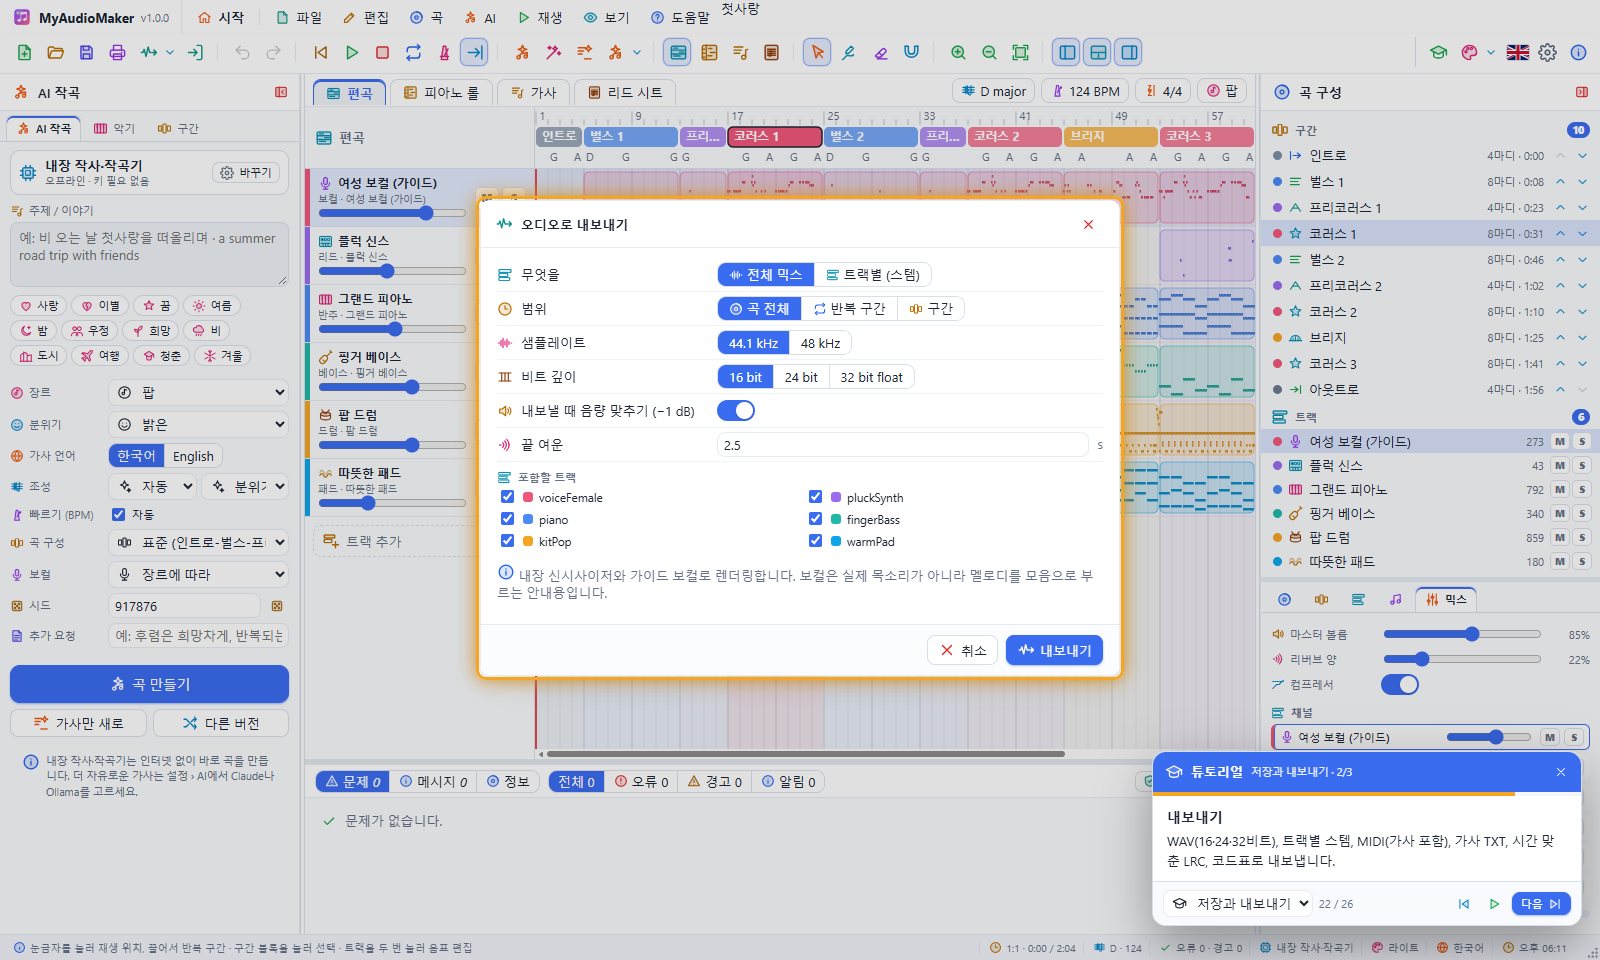 MyAudioMaker v1.0.0
시작
파일
편집
곡
AI
재생
보기
도움말
첫사랑
AI 작곡
AI 작곡
악기
구간
내장 작사·작곡기
오프라인 · 키 필요 없음
바꾸기
주제 / 이야기
예: 비 오는 날 첫사랑을 떠올리며 · a summer
road trip with friends
사랑
이별
꿈
여름
밤
우정
희망
비
도시
여행
청춘
겨울
장르
팝
분위기
밝은
가사 언어
한국어
English
조성
자동
빠르기 (BPM)
자동
곡 구성
표준 (인트로-벌스-프
보컬
장르에 따라
시드
917876
추가 요청
예: 후렴은 희망차게, 반복되는
곡 만들기
가사만 새로
다른 버전
내장 작사·작곡기는 인터넷 없이 바로 곡을 만듭
니다. 더 자유로운 가사는 설정 › AI에서 Claude나
Ollama를 고르세요.
편곡
피아노 롤
가사
리드 시트
D major
124 BPM
4/4
팝
편곡
1 9 17 25 33 41 49 57
인트로
벌스 1
프리...
코러스 1
벌스 2
프리...
코러스 2
브리지
코러스 3
G A D G G G G A G A D G G G G A G A A A A G A G A
여성 보컬 (가이드)
보컬 · 여성 보컬 (가이드)
플럭 신스
리드 · 플럭 신스
그랜드 피아노
반주 · 그랜드 피아노
핑거 베이스
베이스 · 핑거 베이스
팝 드럼
드럼 · 팝 드럼
따뜻한 패드
패드 · 따뜻한 패드
트랙 추가
오디오로 내보내기
무엇을
전체 믹스
트랙별 (스템)
범위
곡 전체
반복 구간
구간
샘플레이트
44.1 kHz
48 kHz
비트 깊이
16 bit
24 bit
32 bit float
내보낼 때 음량 맞추기 (−1 dB)
끝 여운
2.5
s
포함할 트랙
voiceFemale
pluckSynth
piano
fingerBass
kitPop
warmPad
내장 신시사이저와 가이드 보컬로 렌더링합니다. 보컬은 실제 목소리가 아니라 멜로디를 모음으로 부
르는 안내용입니다.
취소
내보내기
문제 0
메시지 0
정보
전체 0
오류 0
경고 0
알림 0
문제가 없습니다.
곡 구성
구간
10
인트로 4마디 · 0:00
벌스 1 8마디 · 0:08
프리코러스 1 4마디 · 0:23
코러스 1 8마디 · 0:31
벌스 2 8마디 · 0:46
프리코러스 2 4마디 · 1:02
코러스 2 8마디 · 1:10
브리지 8마디 · 1:25
코러스 3 8마디 · 1:41
아웃트로 4마디 · 1:56
트랙
6
여성 보컬 (가이드) 273 M S
플럭 신스 43 M S
그랜드 피아노 792 M S
핑거 베이스 340 M S
팝 드럼 859 M S
따뜻한 패드 180 M S
믹스
마스터 볼륨 85%
리버브 양 22%
컴프레서
채널
여성 보컬 (가이드) M S
튜토리얼 저장과 내보내기 · 2/3
내보내기
WAV(16·24·32비트), 트랙별 스템, MIDI(가사 포함), 가사 TXT, 시간 맞
춘 LRC, 코드표로 내보냅니다.
저장과 내보내기
22 / 26
다음
눈금자를 눌러 재생 위치, 끌어서 반복 구간 · 구간 블록을 눌러 선택 · 트랙을 두 번 눌러 음표 편집
1:1 · 0:00 / 2:04
D · 124
오류 0 · 경고 0
내장 작사·작곡기
라이트
한국어
오후 06:11